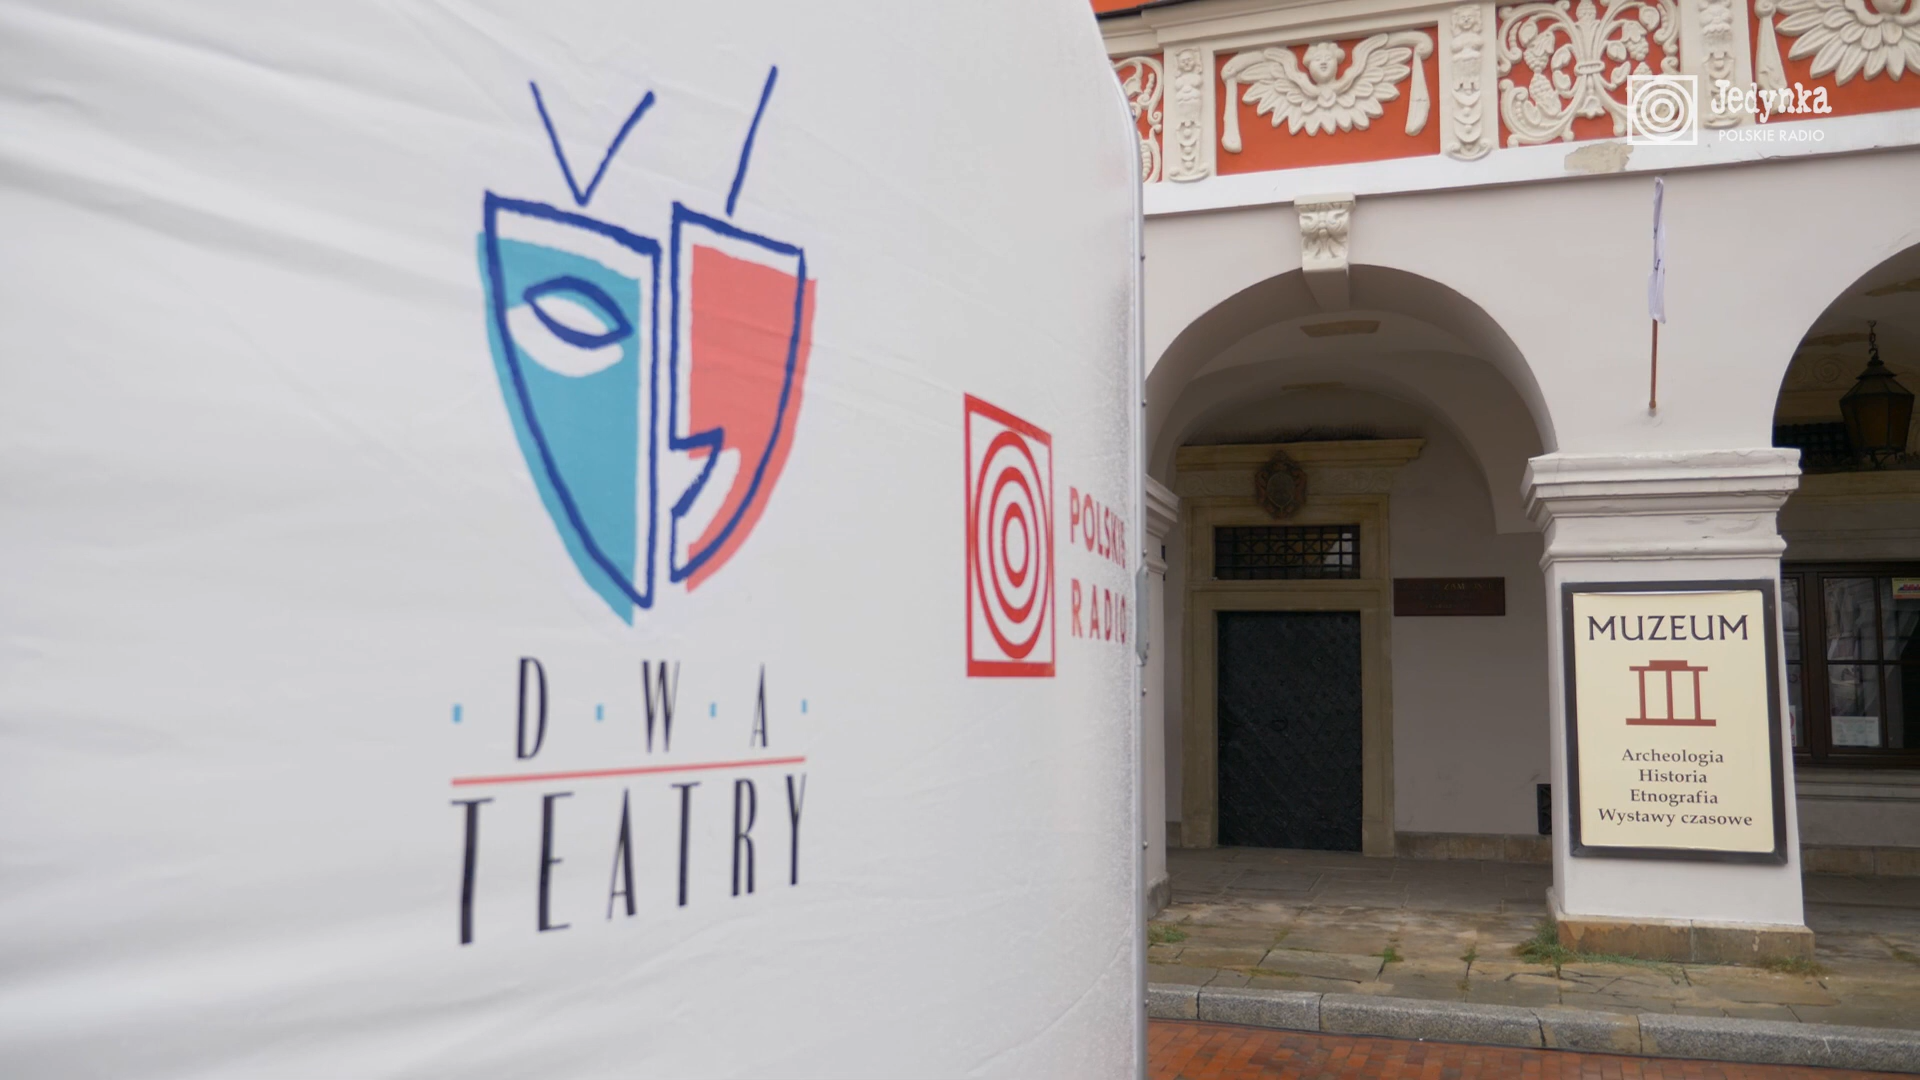 DWA
TEATRY
POLSKIE
RADIO
Jedynka
POLSKIE RADIO
MUZEUM
Archeologia
Historia
Etnografia
Wystawy czasowe